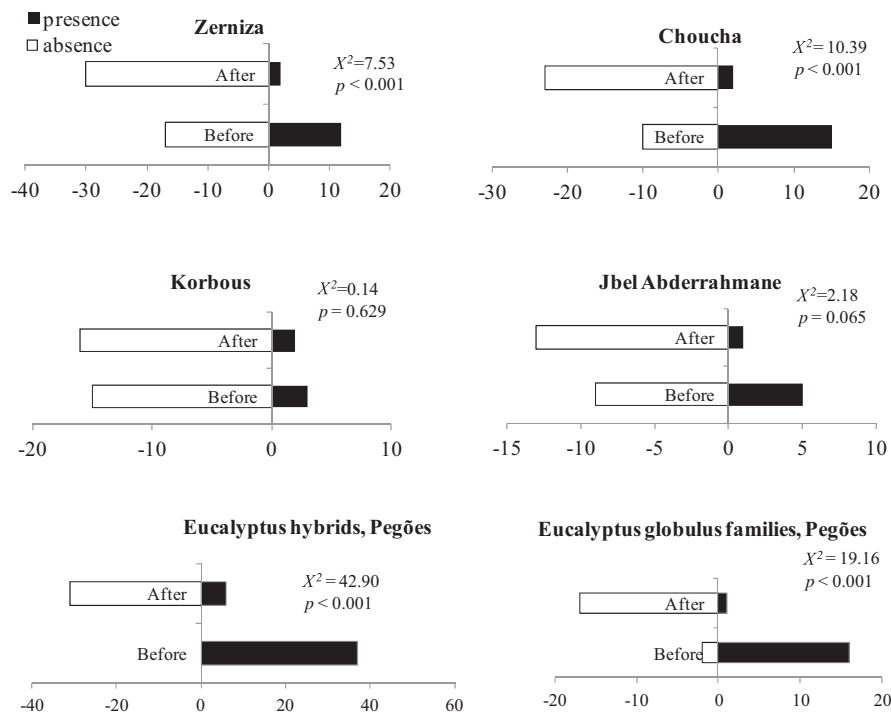 presence
absence
Zerniza
X²=7.53
p < 0.001
After
Before
-40 -30 -20 -10 0 10 20
Choucha
X² = 10.39
p < 0.001
After
Before
-30 -20 -10 0 10 20
Korbous
X²=0.14
p = 0.629
After
Before
-20 -10 0 10
Jbel Abderrahmane
X²=2.18
p = 0.065
After
Before
-15 -10 -5 0 5 10
Eucalyptus hybrids, Pegões
X² = 42.90
p < 0.001
After
Before
-40 -20 0 20 40 60
Eucalyptus globulus families, Pegões
X² = 19.16
p < 0.001
After
Before
-20 -10 0 10 20